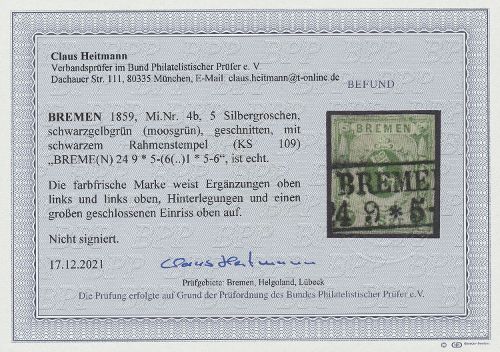 Claus Heitmann
Verbandsprüfer im Bund Philatelistischer Prüfer e. V.
Dachauer Str. 111, 80335 München, E-Mail: claus.heitmann@t-online.de
BEFUND
BREMEN 1859, Mi.Nr. 4b, 5 Silbergroschen,
schwarzgelbgrün (moosgrün), geschnitten, mit
schwarzem Rahmenstempel (KS 109)
„BREME(N) 24 9 * 5-(6(..)I * 5-6“, ist echt.
BREMEN
BREME
24 9 * 5-
Die farbfrische Marke weist Ergänzungen oben
links und links oben, Hinterlegungen und einen
großen geschlossenen Einriss oben auf.
Nicht signiert.
17.12.2021
Claus Heitmann
Prüfgebiete: Bremen, Helgoland, Lübeck
Die Prüfung erfolgte auf Grund der Prüfordnung des Bundes Philatelistischer Prüfer e.V.